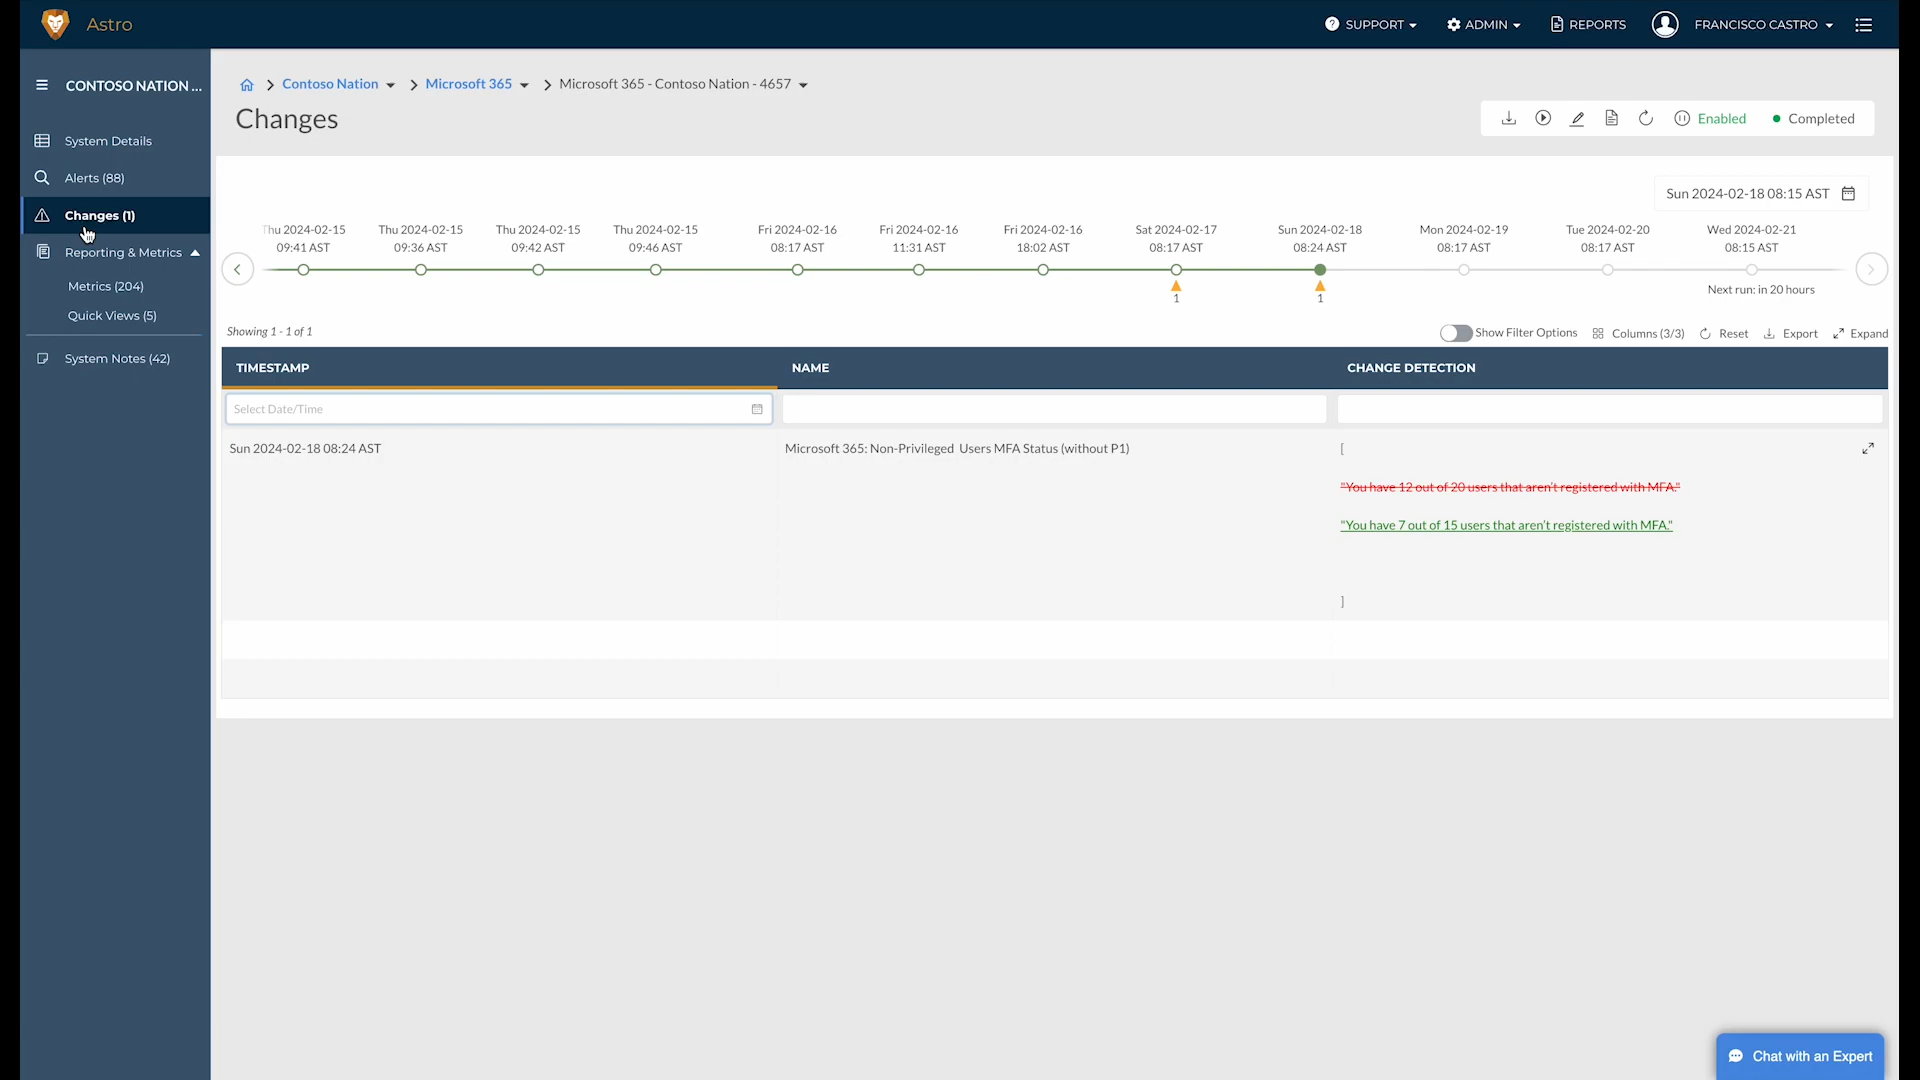 Astro
SUPPORT
ADMIN
REPORTS
FRANCISCO CASTRO
CONTOSO NATION ...
System Details
Alerts (88)
Changes (1)
Reporting & Metrics
Metrics (204)
Quick Views (5)
System Notes (42)
Contoso Nation
Microsoft 365
Microsoft 365 - Contoso Nation - 4657
Changes
Enabled
Completed
Sun 2024-02-18 08:15 AST
Thu 2024-02-15
09:41 AST
Thu 2024-02-15
09:36 AST
Thu 2024-02-15
09:42 AST
Thu 2024-02-15
09:46 AST
Fri 2024-02-16
08:17 AST
Fri 2024-02-16
11:31 AST
Fri 2024-02-16
18:02 AST
Sat 2024-02-17
08:17 AST
Sun 2024-02-18
08:24 AST
Mon 2024-02-19
08:17 AST
Tue 2024-02-20
08:17 AST
Wed 2024-02-21
08:15 AST
1
1
Next run: in 20 hours
Showing 1 - 1 of 1
Show Filter Options
Columns (3/3)
Reset
Export
Expand
TIMESTAMP
NAME
CHANGE DETECTION
Select Date/Time
Sun 2024-02-18 08:24 AST
Microsoft 365: Non-Privileged Users MFA Status (without P1)
[
"You have 12 out of 20 users that aren't registered with MFA."
"You have 7 out of 15 users that aren't registered with MFA."
]
Chat with an Expert